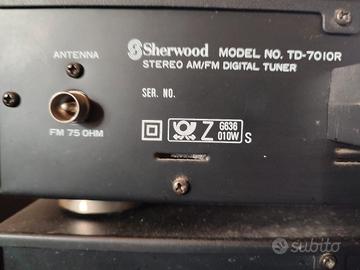 ANTENNA
Sherwood MODEL NO. TD-7010R
STEREO AM/FM DIGITAL TUNER
SER. NO.
FM 75 OHM
Z G636 S
010W
subito